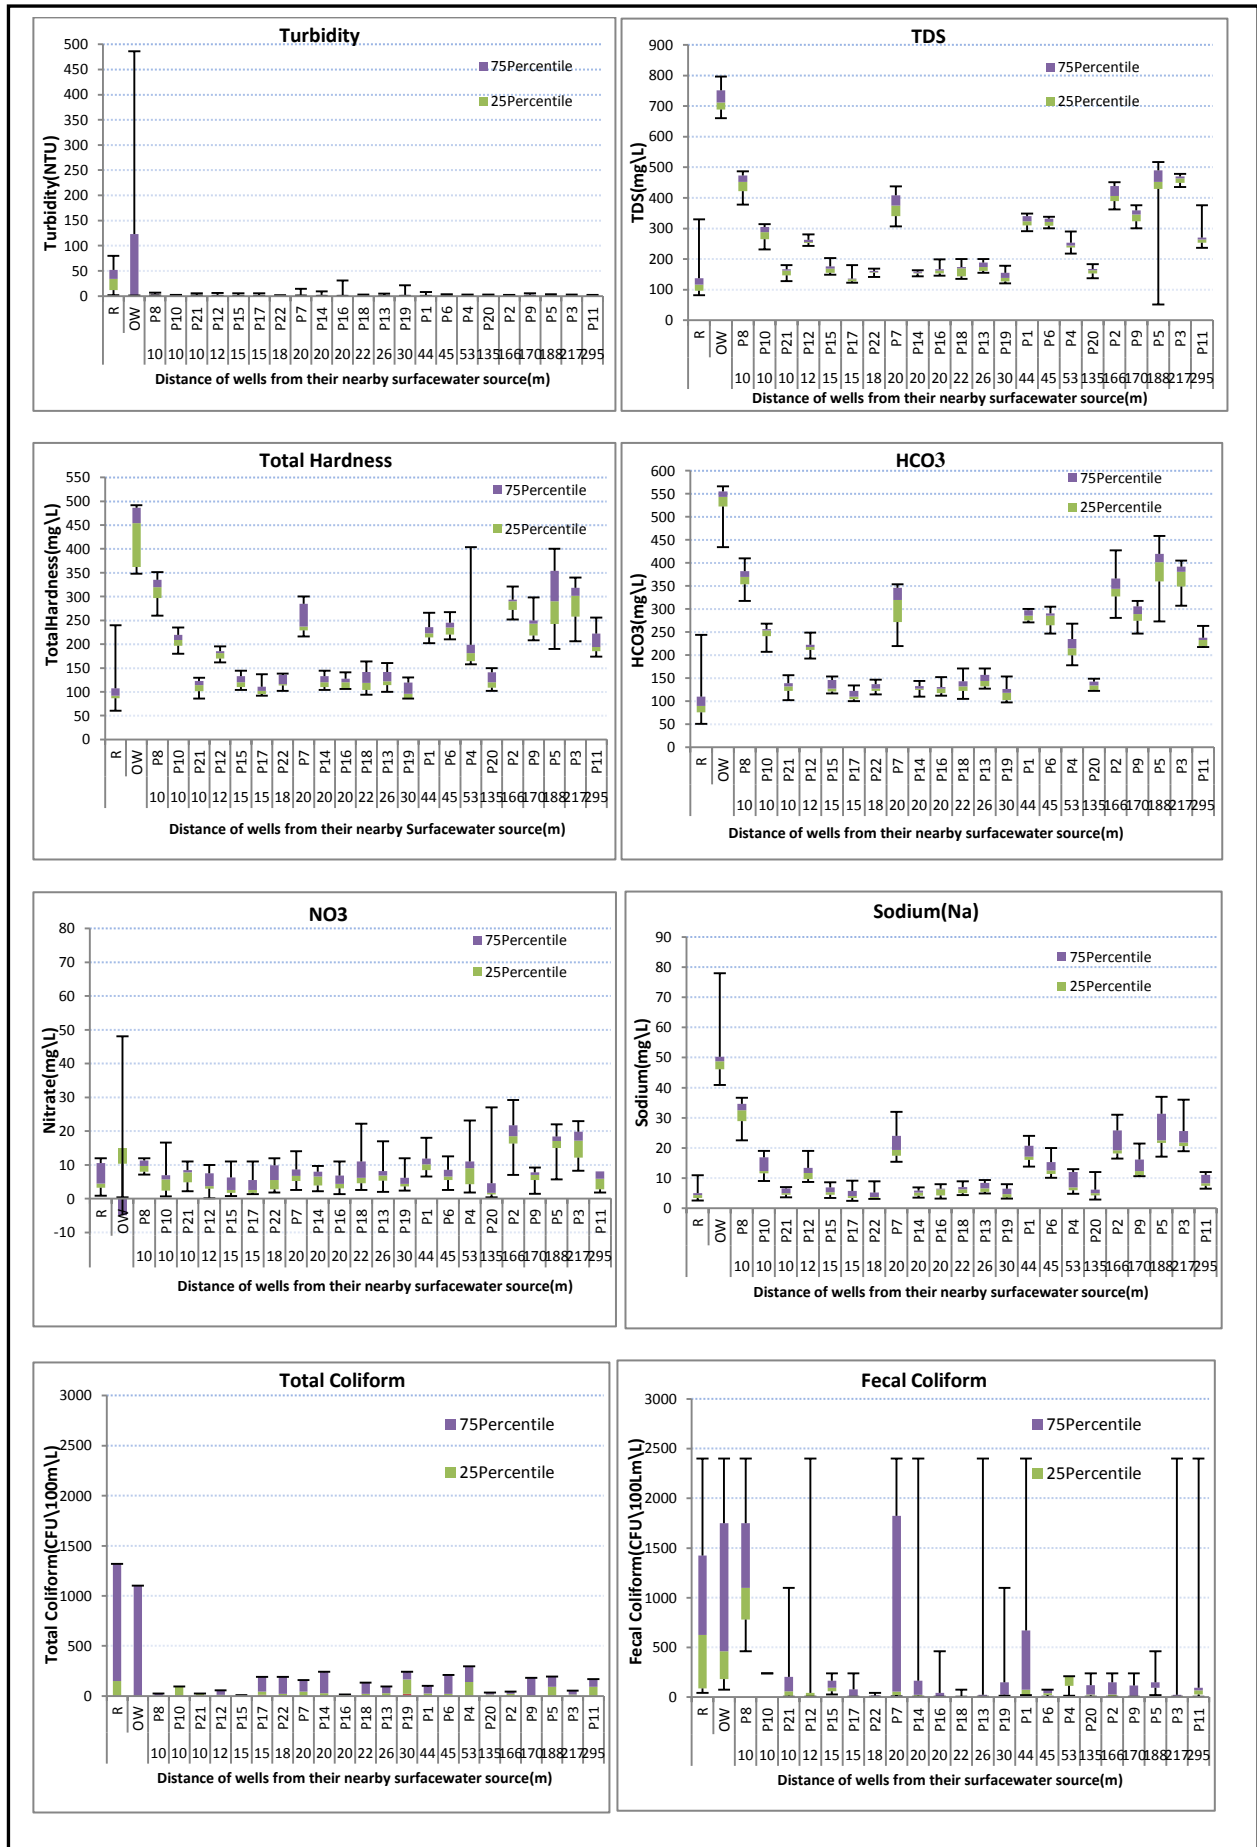 Turbidity
500
450
400
350
300
250
200
150
100
50
0
Turbidity(NTU)
75Percentile
25Percentile
R OW P8 P10 P21 P12 P15 P17 P22 P7 P14 P16 P18 P13 P19 P1 P6 P4 P20 P2 P9 P5 P3 P11
10 10 10 12 15 15 18 20 20 20 22 26 30 44 45 53 135 166 170 188 217 295
Distance of wells from their nearby surfacewater source(m)
TDS
900
800
700
600
500
400
300
200
100
0
TDS(mg\L)
75Percentile
25Percentile
R OW P8 P10 P21 P12 P15 P17 P22 P7 P14 P16 P18 P13 P19 P1 P6 P4 P20 P2 P9 P5 P3 P11
10 10 10 12 15 15 18 20 20 20 22 26 30 44 45 53 135 166 170 188 217 295
Distance of wells from their nearby surfacewater source(m)
Total Hardness
550
500
450
400
350
300
250
200
150
100
50
0
TotalHardness(mg\L)
75Percentile
25Percentile
R OW P8 P10 P21 P12 P15 P17 P22 P7 P14 P16 P18 P13 P19 P1 P6 P4 P20 P2 P9 P5 P3 P11
10 10 10 12 15 15 18 20 20 20 22 26 30 44 45 53 135 166 170 188 217 295
Distance of wells from their nearby Surfacewater source(m)
HCO3
600
550
500
450
400
350
300
250
200
150
100
50
0
HCO3(mg\L)
75Percentile
25Percentile
R OW P8 P10 P21 P12 P15 P17 P22 P7 P14 P16 P18 P13 P19 P1 P6 P4 P20 P2 P9 P5 P3 P11
10 10 10 12 15 15 18 20 20 20 22 26 30 44 45 53 135 166 170 188 217 295
Distance of wells from their nearby surfacewater source(m)
NO3
80
70
60
50
40
30
20
10
0
-10
Nitrate(mg\L)
75Percentile
25Percentile
R OW P8 P10 P21 P12 P15 P17 P22 P7 P14 P16 P18 P13 P19 P1 P6 P4 P20 P2 P9 P5 P3 P11
10 10 10 12 15 15 18 20 20 20 22 26 30 44 45 53 135 166 170 188 217 295
Distance of wells from their nearby surfacewater source(m)
Sodium(Na)
90
80
70
60
50
40
30
20
10
0
Sodium(mg\L)
75Percentile
25Percentile
R OW P8 P10 P21 P12 P15 P17 P22 P7 P14 P16 P18 P13 P19 P1 P6 P4 P20 P2 P9 P5 P3 P11
10 10 10 12 15 15 18 20 20 20 22 26 30 44 45 53 135 166 170 188 217 295
Distance of wells from their nearby surfacewater source(m)
Total Coliform
3000
2500
2000
1500
1000
500
0
Total Coliform(CFU\100m\L)
75Percentile
25Percentile
R OW P8 P10 P21 P12 P15 P17 P22 P7 P14 P16 P18 P13 P19 P1 P6 P4 P20 P2 P9 P5 P3 P11
10 10 10 12 15 15 18 20 20 20 22 26 30 44 45 53 135 166 170 188 217 295
Distance of wells from their nearby surfacewater source(m)
Fecal Coliform
3000
2500
2000
1500
1000
500
0
Fecal Coliform(CFU\100Lm\L)
75Percentile
25Percentile
R OW P8 P10 P21 P12 P15 P17 P22 P7 P14 P16 P18 P13 P19 P1 P6 P4 P20 P2 P9 P5 P3 P11
10 10 10 12 15 15 18 20 20 20 22 26 30 44 45 53 135 166 170 188 217 295
Distance of wells from their nearby surfacewater source(m)